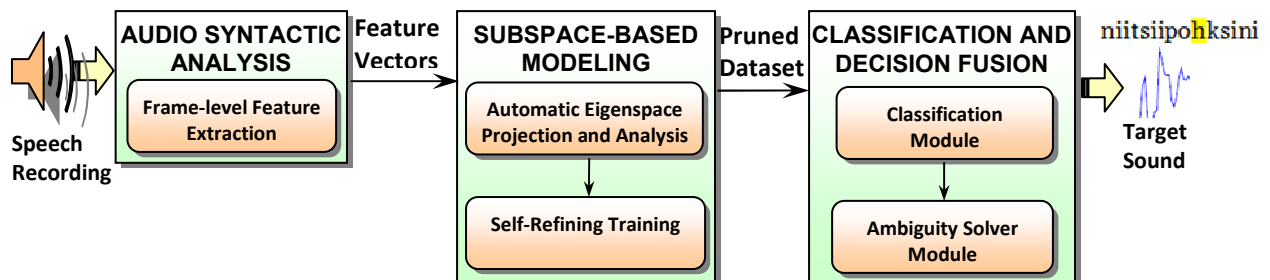 Speech
Recording
AUDIO SYNTACTIC
ANALYSIS
Frame-level Feature
Extraction
Feature
Vectors
SUBSPACE-BASED
MODELING
Automatic Eigenspace
Projection and Analysis
Self-Refining Training
Pruned
Dataset
CLASSIFICATION AND
DECISION FUSION
Classification
Module
Ambiguity Solver
Module
niitsiipohksini
Target
Sound